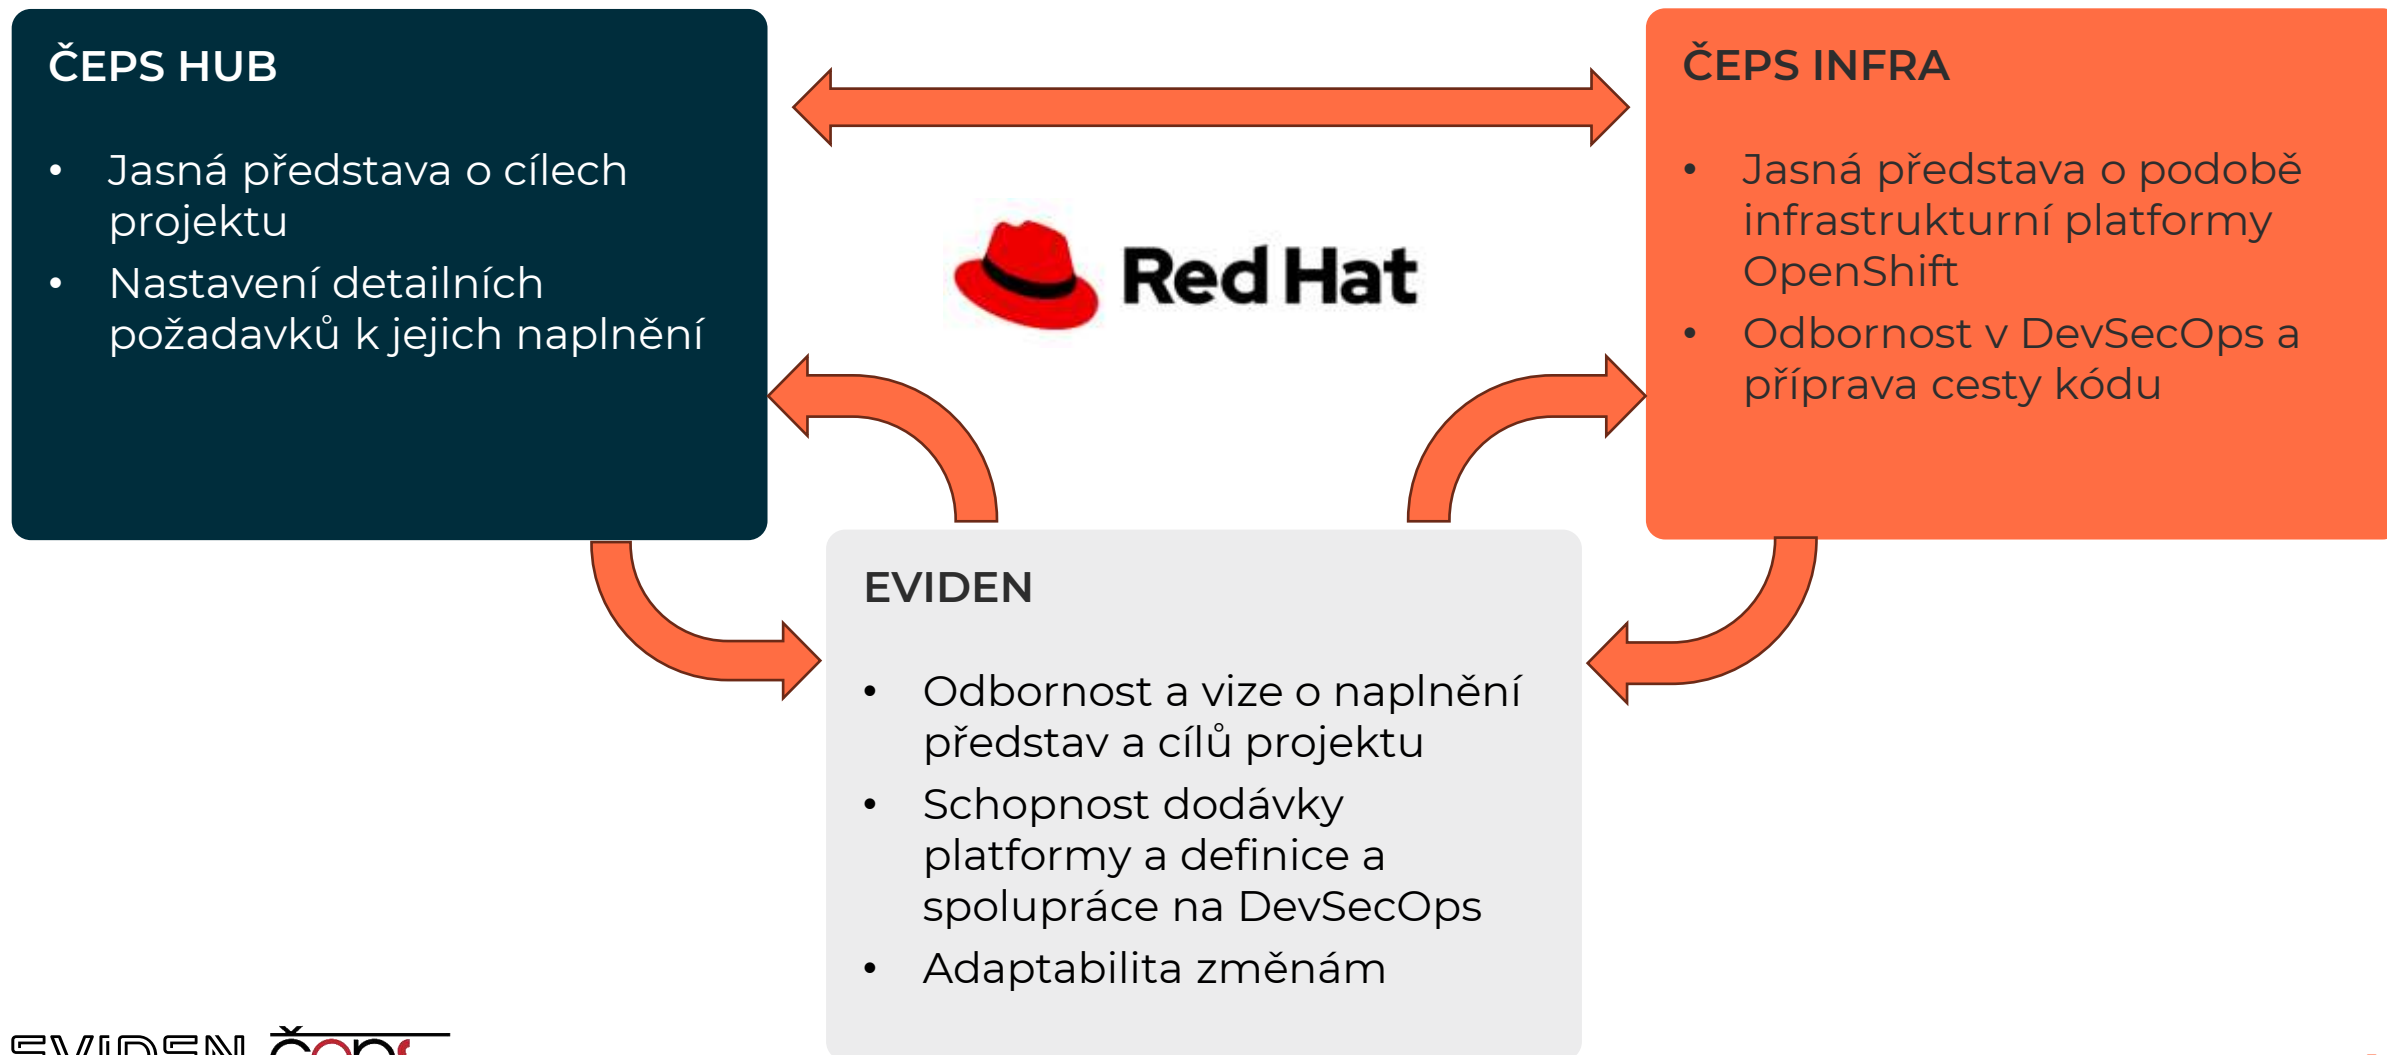 ČEPS HUB
• Jasná představa o cílech
projektu
• Nastavení detailních
požadavků k jejich naplnění
Red Hat
ČEPS INFRA
• Jasná představa o podobě
infrastrukturní platformy
OpenShift
• Odbornost v DevSecOps a
příprava cesty kódu
EVIDEN
• Odbornost a vize o naplnění
představ a cílů projektu
• Schopnost dodávky
platformy a definice a
spolupráce na DevSecOps
• Adaptabilita změnám
EVIDEN čeps